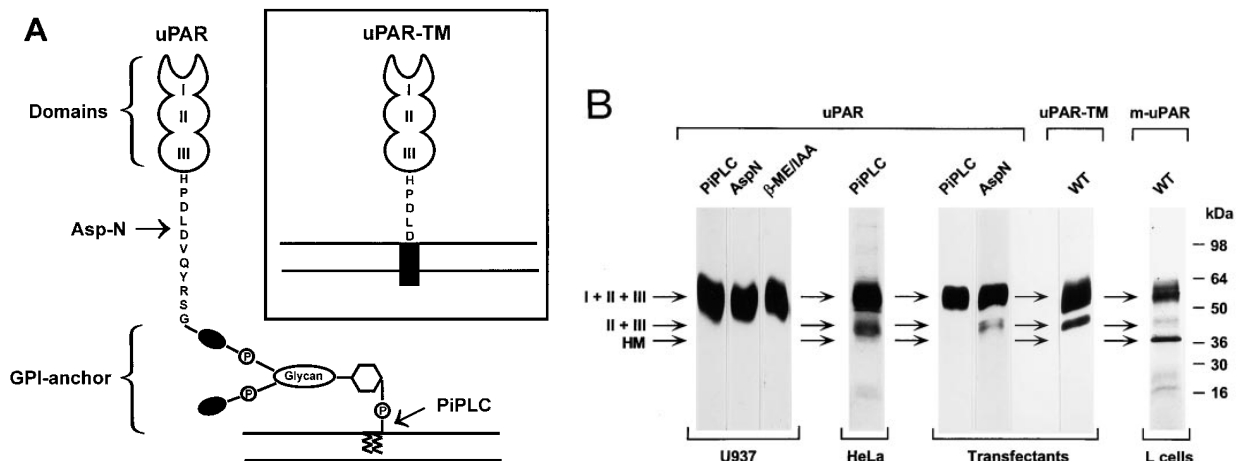 A
uPAR
Domains
I
II
III
H
P
D
L
D
V
Q
Y
R
S
G
Asp-N
GPI-anchor
P
P
Glycan
P
PiPLC
uPAR-TM
I
II
III
H
P
D
L
D
B
uPAR
uPAR-TM
m-uPAR
PiPLC
AspN
β-ME/IAA
PiPLC
PiPLC
AspN
WT
WT
kDa
98
64
50
36
30
16
I + II + III
II + III
HM
U937
HeLa
Transfectants
L cells